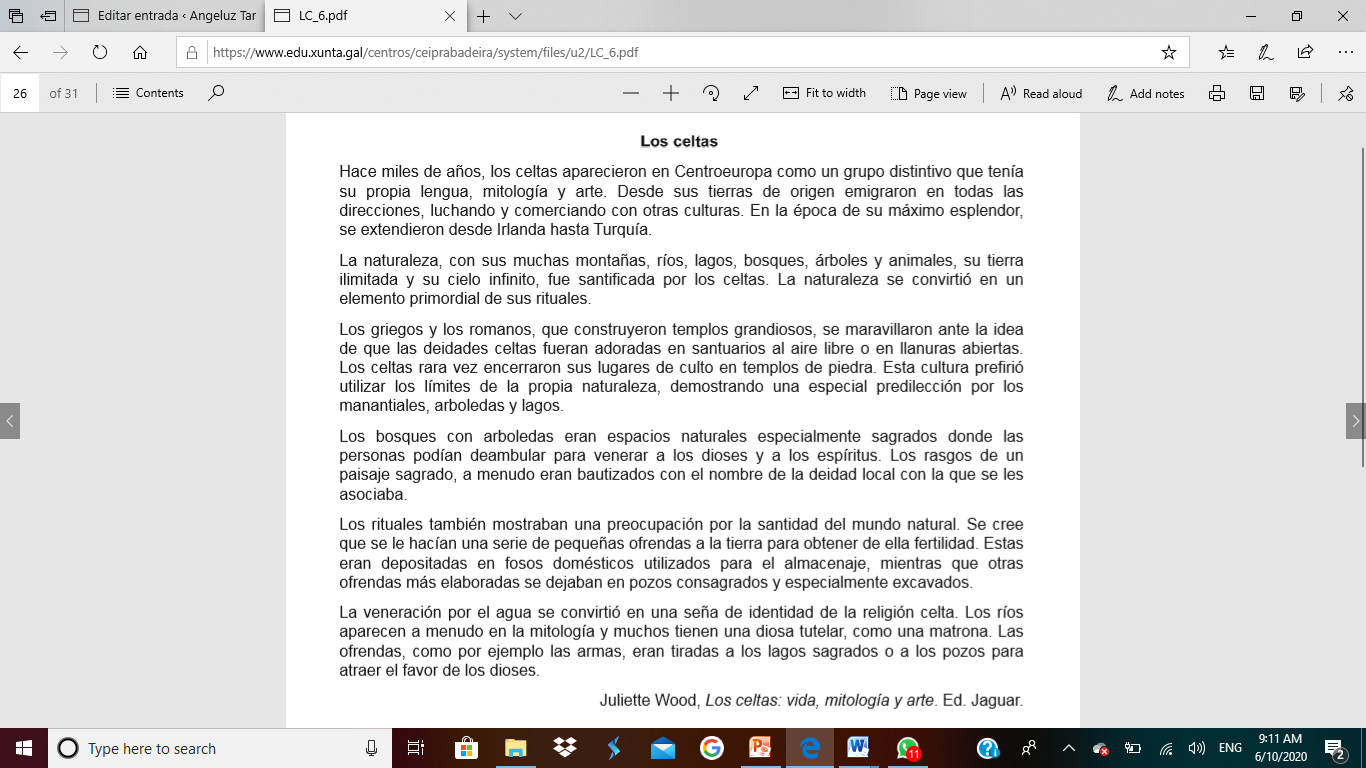 Editar entrada ‹ Angeluz Tar
LC_6.pdf
https://www.edu.xunta.gal/centros/ceiprabadeira/system/files/u2/LC_6.pdf
26 of 31 Contents Fit to width Page view Read aloud Add notes
Los celtas
Hace miles de años, los celtas aparecieron en Centroeuropa como un grupo distintivo que tenía
su propia lengua, mitología y arte. Desde sus tierras de origen emigraron en todas las
direcciones, luchando y comerciando con otras culturas. En la época de su máximo esplendor,
se extendieron desde Irlanda hasta Turquía.
La naturaleza, con sus muchas montañas, ríos, lagos, bosques, árboles y animales, su tierra
ilimitada y su cielo infinito, fue santificada por los celtas. La naturaleza se convirtió en un
elemento primordial de sus rituales.
Los griegos y los romanos, que construyeron templos grandiosos, se maravillaron ante la idea
de que las deidades celtas fueran adoradas en santuarios al aire libre o en llanuras abiertas.
Los celtas rara vez encerraron sus lugares de culto en templos de piedra. Esta cultura prefirió
utilizar los límites de la propia naturaleza, demostrando una especial predilección por los
manantiales, arboledas y lagos.
Los bosques con arboledas eran espacios naturales especialmente sagrados donde las
personas podían deambular para venerar a los dioses y a los espíritus. Los rasgos de un
paisaje sagrado, a menudo eran bautizados con el nombre de la deidad local con la que se les
asociaba.
Los rituales también mostraban una preocupación por la santidad del mundo natural. Se cree
que se le hacían una serie de pequeñas ofrendas a la tierra para obtener de ella fertilidad. Estas
eran depositadas en fosos domésticos utilizados para el almacenaje, mientras que otras
ofrendas más elaboradas se dejaban en pozos consagrados y especialmente excavados.
La veneración por el agua se convirtió en una seña de identidad de la religión celta. Los ríos
aparecen a menudo en la mitología y muchos tienen una diosa tutelar, como una matrona. Las
ofrendas, como por ejemplo las armas, eran tiradas a los lagos sagrados o a los pozos para
atraer el favor de los dioses.
Juliette Wood, Los celtas: vida, mitología y arte. Ed. Jaguar.
Type here to search
11
ENG
9:11 AM
6/10/2020
2